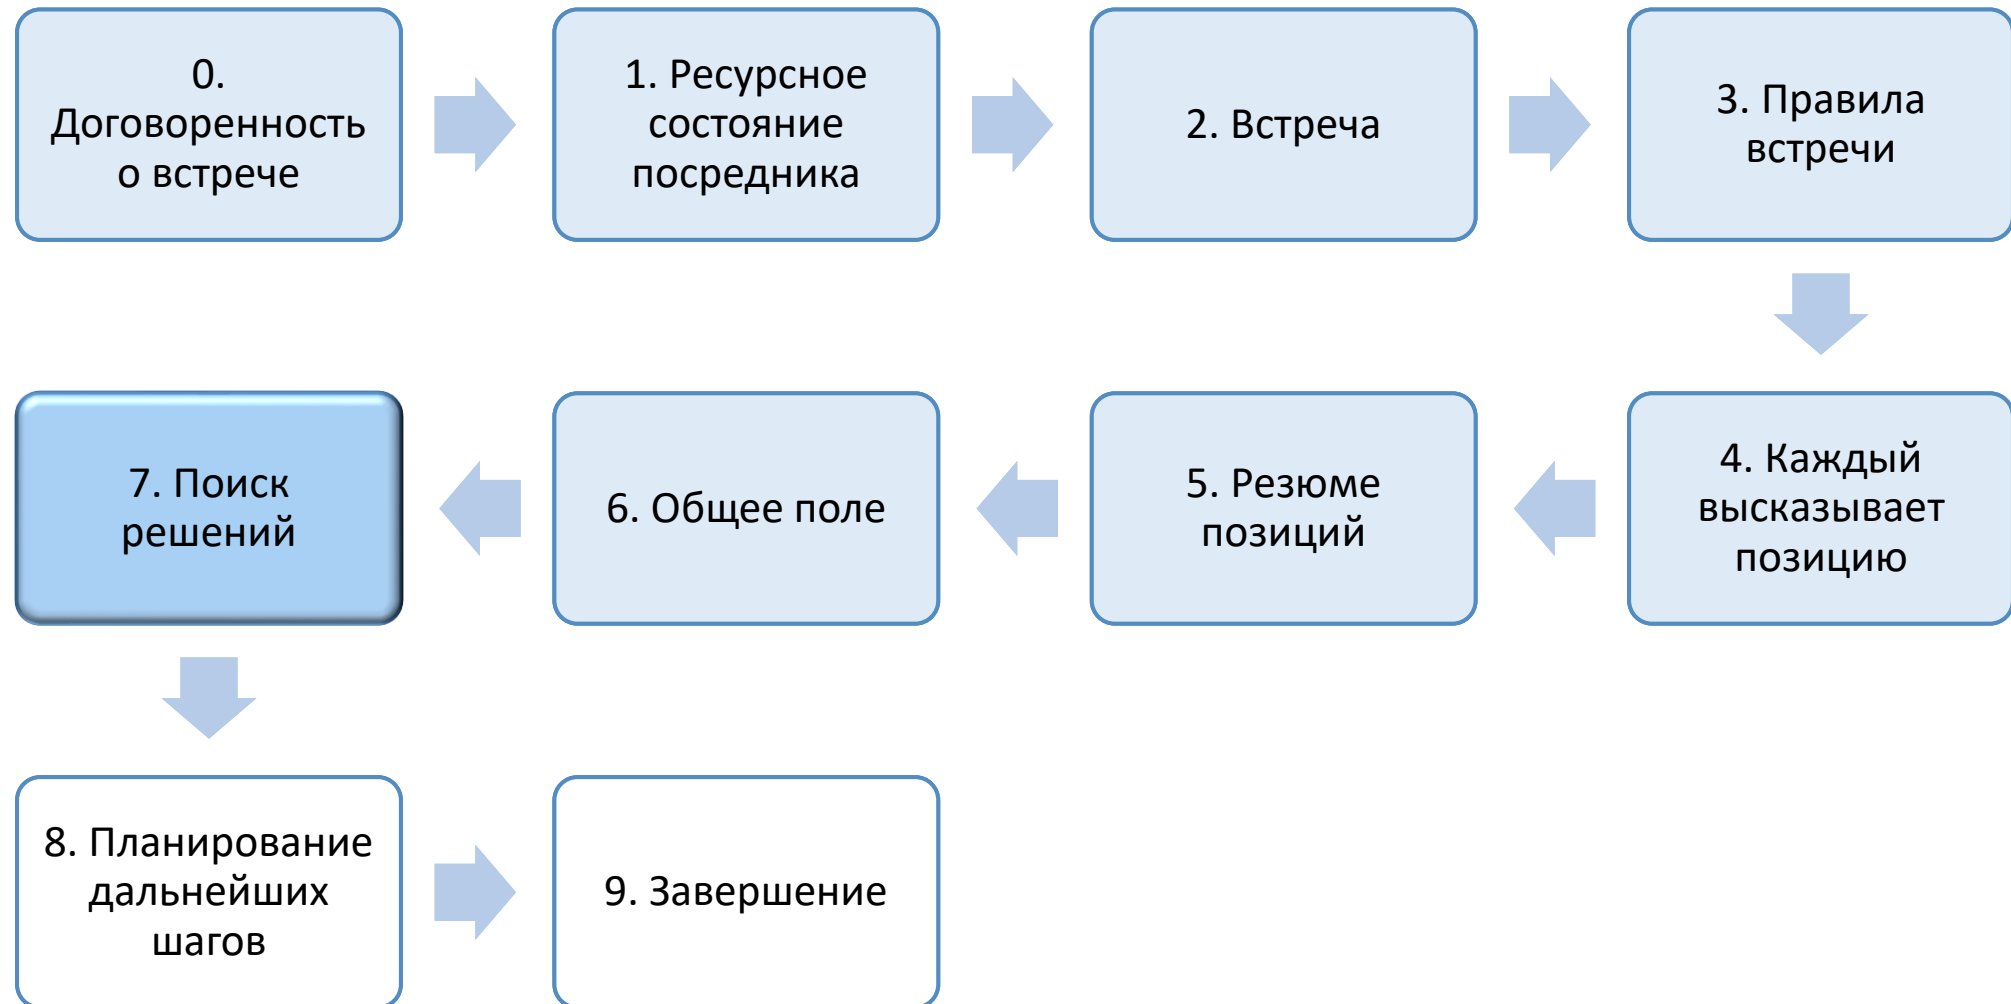 0.
Договоренность
о встрече
1. Ресурсное
состояние
посредника
2. Встреча
3. Правила
встречи
4. Каждый
высказывает
позицию
5. Резюме
позиций
6. Общее поле
7. Поиск
решений
8. Планирование
дальнейших
шагов
9. Завершение